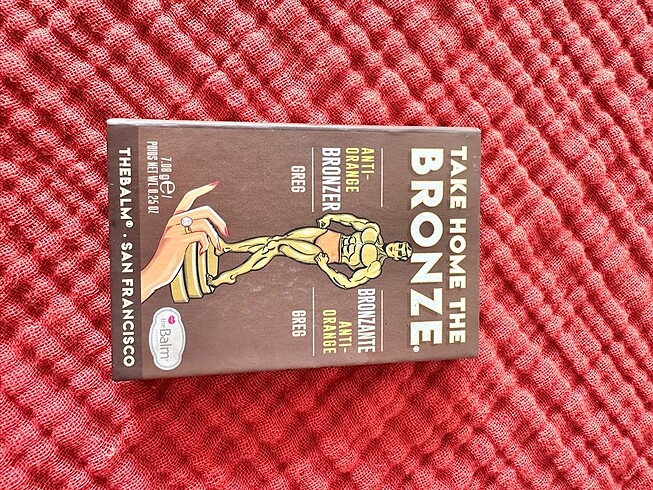 TAKE HOME THE
BRONZE®
ANTI-
ORANGE
BRONZER
GREG
BRONZANTE
ANTI-
ORANGE
GREG
7.08 g e/
POIDS NET WT 0.25 OZ
theBalm
THEBALM® · SAN FRANCISCO